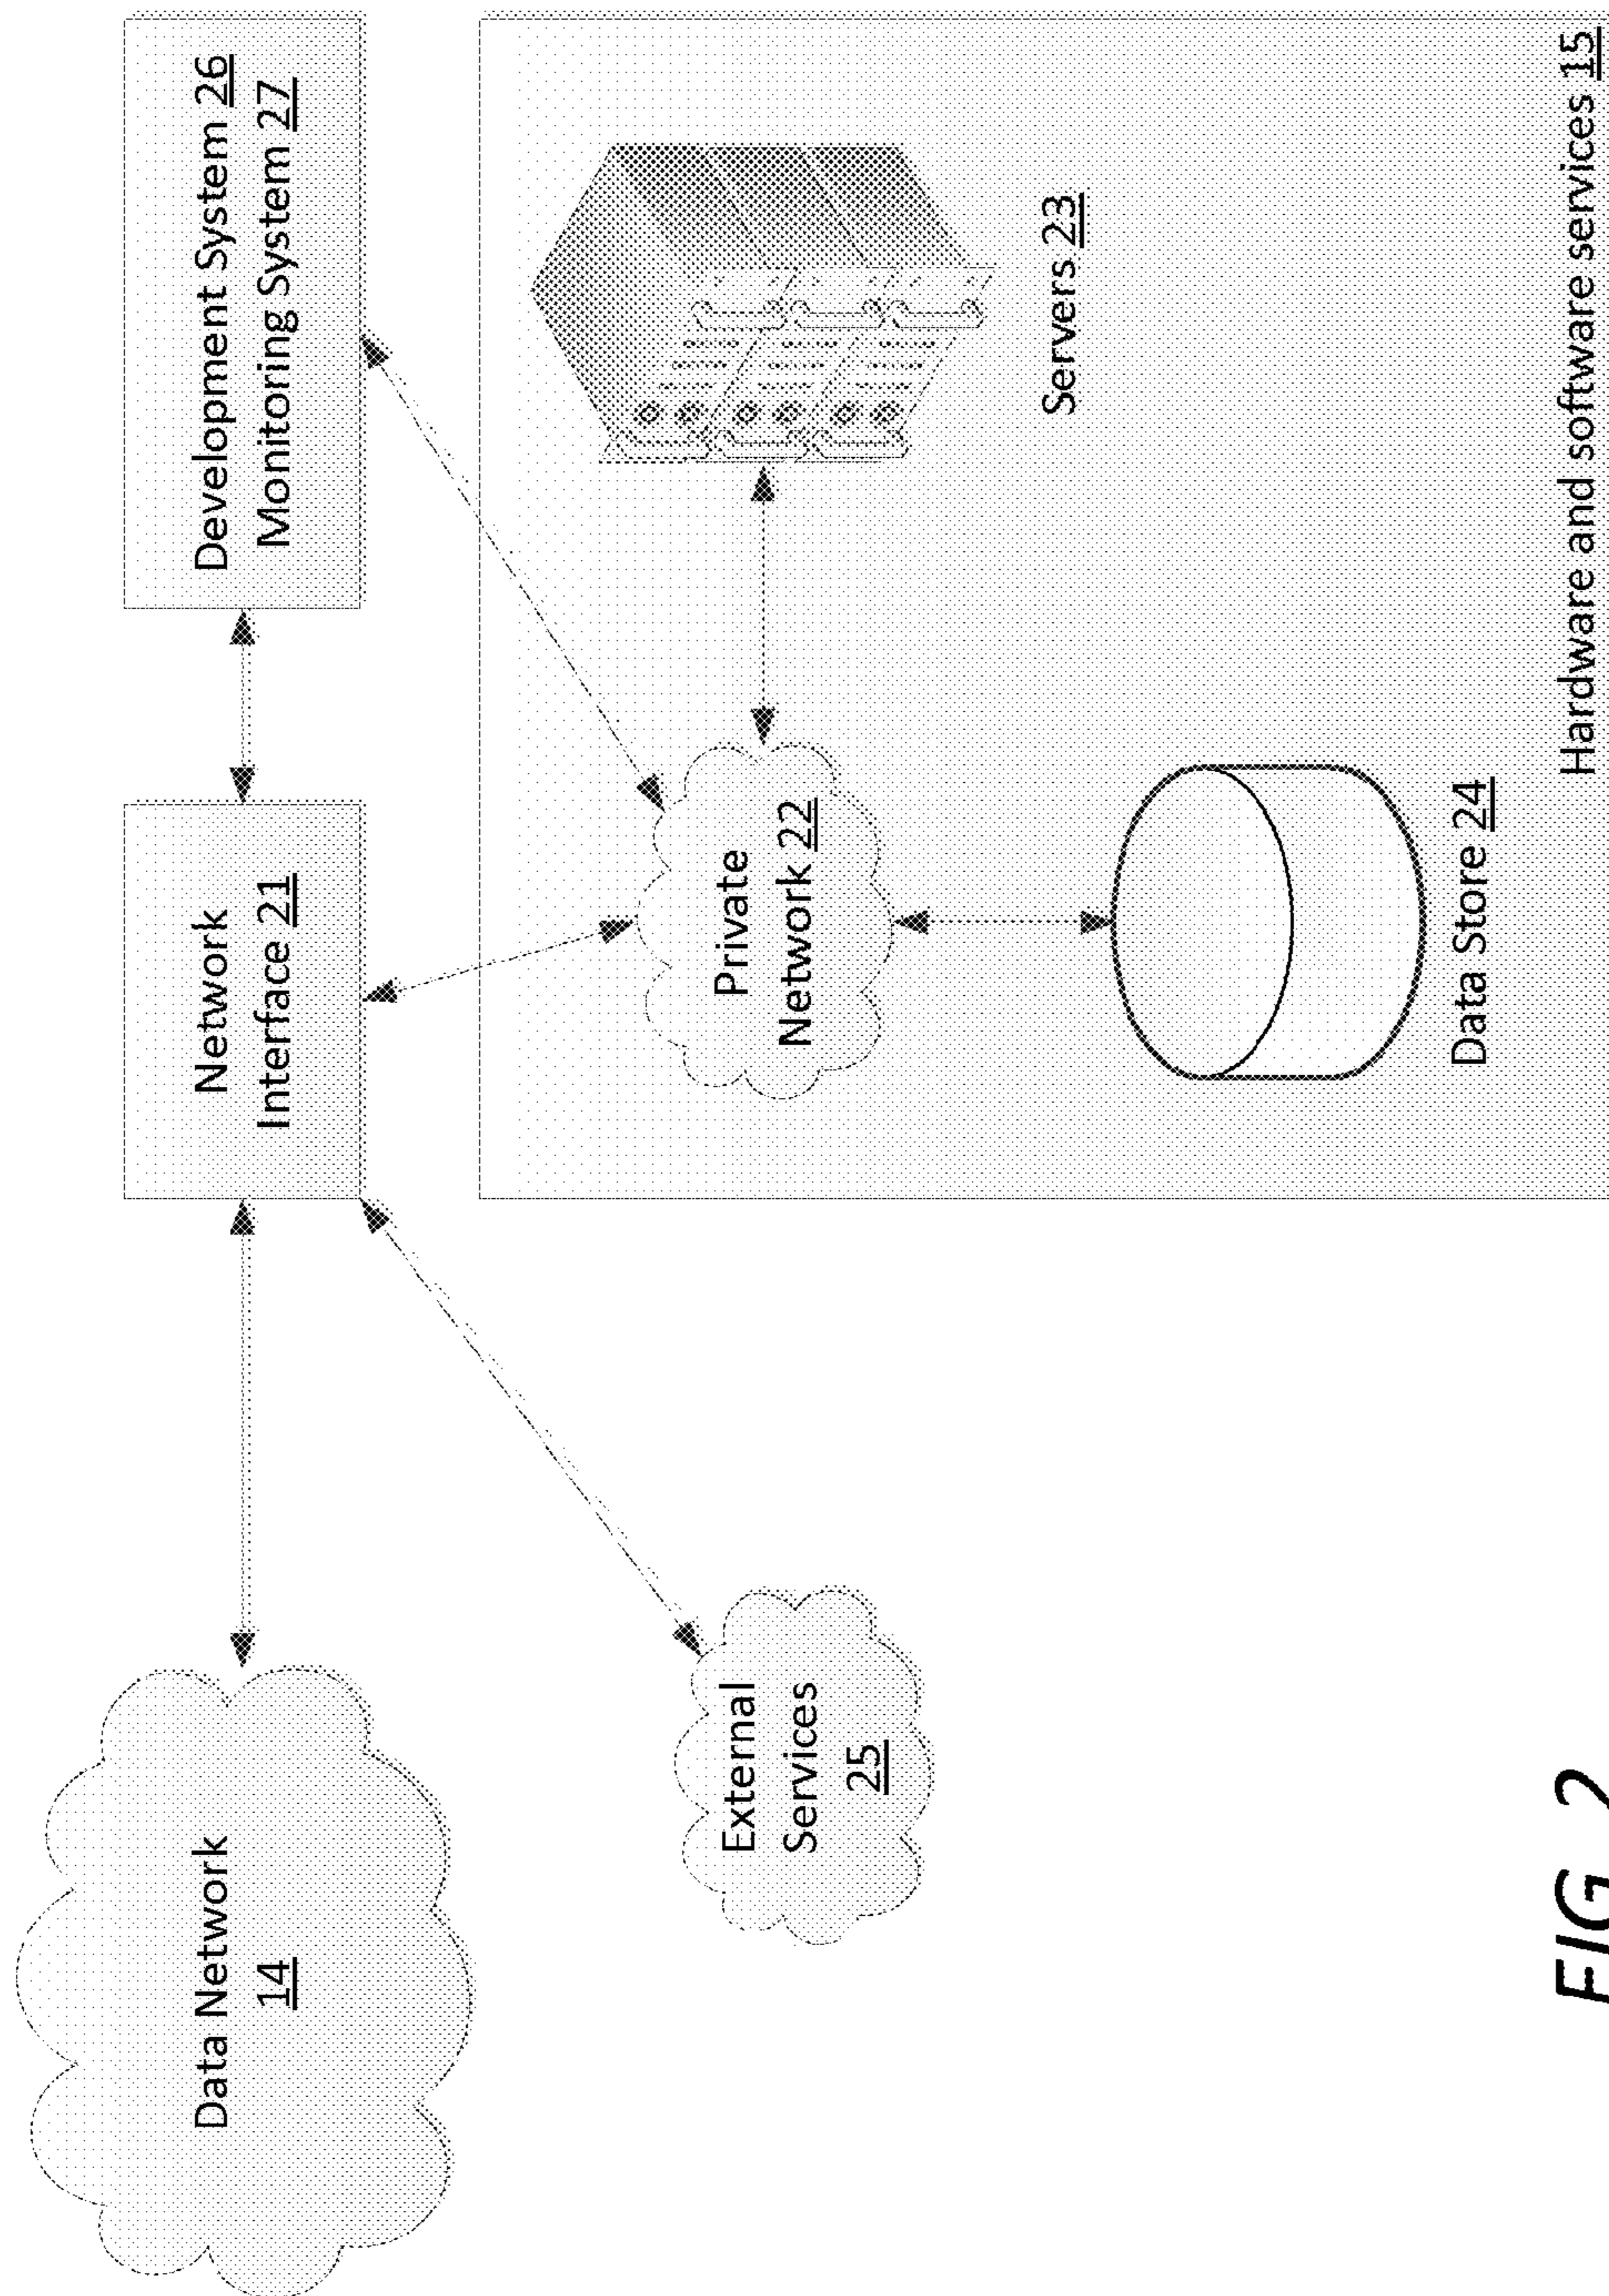 Data Network
14
Network
Interface 21
Development System 26
Monitoring System 27
External
Services
25
Private
Network 22
Servers 23
Data Store 24
Hardware and software services 15
FIG. 2